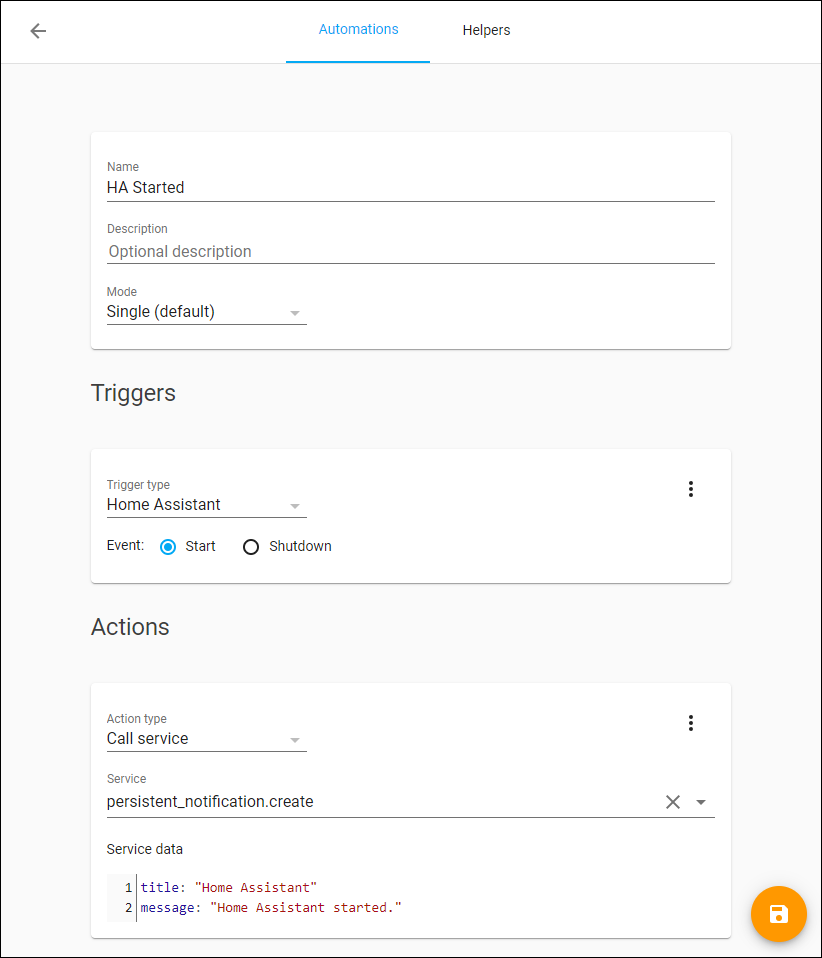 Automations Helpers
Name
HA Started
Description
Optional description
Mode
Single (default)
Triggers
Trigger type
Home Assistant
Event: Start Shutdown
Actions
Action type
Call service
Service
persistent_notification.create
Service data
1 title: "Home Assistant"
2 message: "Home Assistant started."